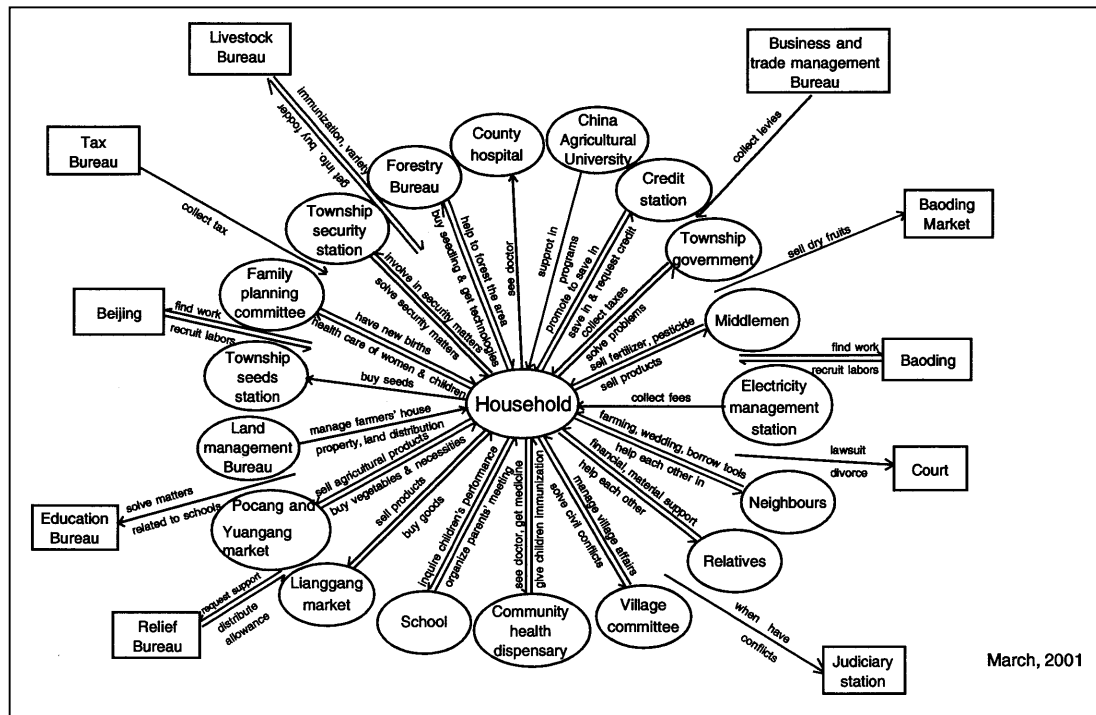 Livestock
Bureau
Business and
trade management
Bureau
immunization, variety
get info. buy fodder
collect levies
Tax
Bureau
collect tax
Forestry
Bureau
County
hospital
China
Agricultural
University
Credit
station
Township
security
station
Township
government
Baoding
Market
sell dry fruits
help to forest the area
buy seedling & get technologies
see doctor
supprot in
programs
promote to save in
save in & request credit
collect taxes
solve problems
involve in security matters
solve security matters
Family
planning
committee
have new births
health care of women & children
Middlemen
sell fertilizer, pesticide
sell products
Beijing
find work
recruit labors
Township
seeds
station
buy seeds
find work
recruit labors
Baoding
Household
collect fees
Electricity
management
station
Land
management
Bureau
manage farmers' house
property, land distribution
farming, wedding, borrow tools
help each other in
Neighbours
lawsuit
divorce
Court
Education
Bureau
solve matters
related to schools
Pocang and
Yuangang
market
sell agricultural products
buy vegetables & necessities
financial, material support
help each other
Relatives
Relief
Bureau
request support
distribute
allowance
Lianggang
market
sell products
buy goods
School
inquire children's performance
organize parents' meeting
Community
health
dispensary
see doctor, get medicine
give children immunization
Village
committee
manage village affairs
solve civil conflicts
when have
conflicts
Judiciary
station
March, 2001